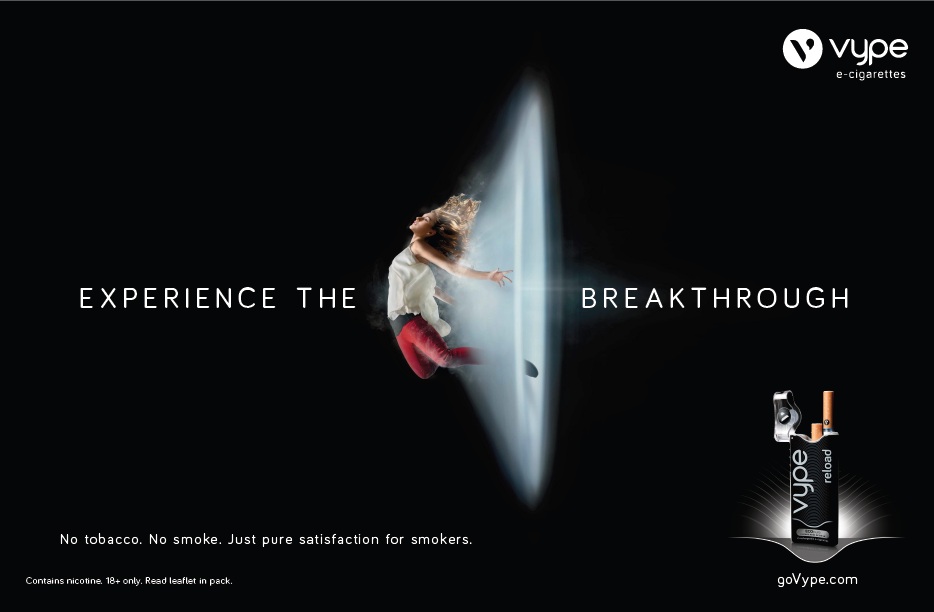 vype
e-cigarettes
EXPERIENCE THE BREAKTHROUGH
vype
reload
No tobacco. No smoke. Just pure satisfaction for smokers.
Contains nicotine. 18+ only. Read leaflet in pack.
goVype.com